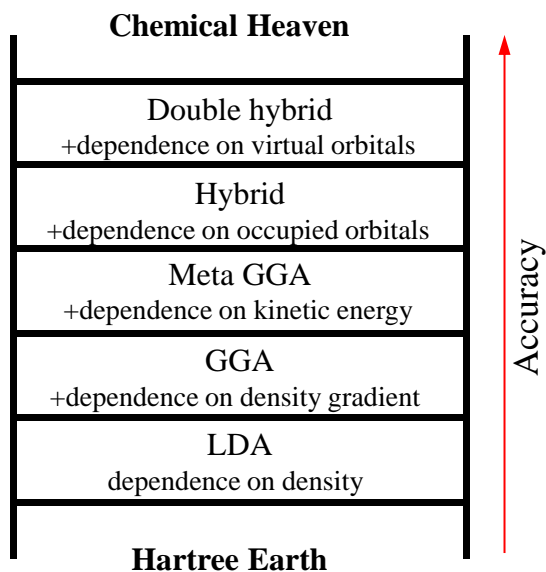 Chemical Heaven
Double hybrid
+dependence on virtual orbitals
Hybrid
+dependence on occupied orbitals
Meta GGA
+dependence on kinetic energy
GGA
+dependence on density gradient
LDA
dependence on density
Hartree Earth
Accuracy